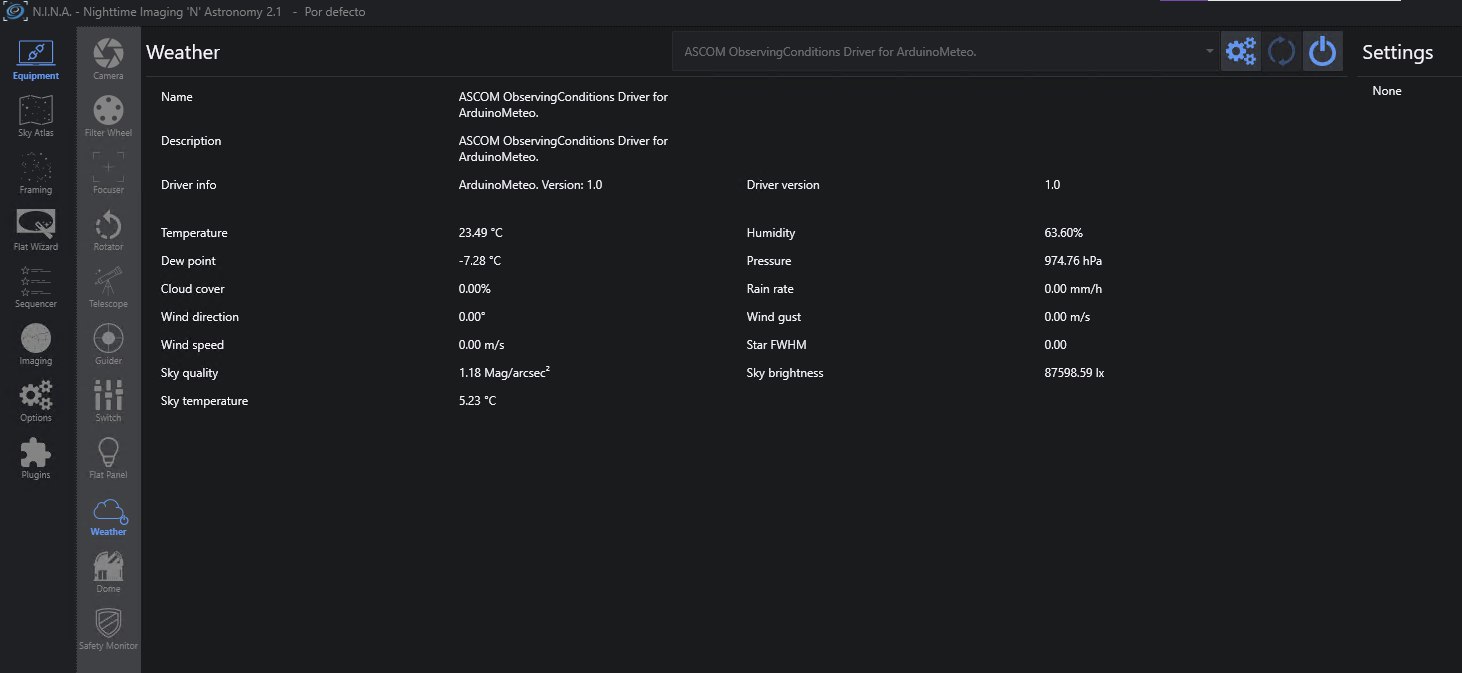 N.I.N.A. - Nighttime Imaging 'N' Astronomy 2.1 - Por defecto
Equipment
Sky Atlas
Framing
Flat Wizard
Sequencer
Imaging
Options
Plugins
Camera
Filter Wheel
Focuser
Rotator
Telescope
Guider
Switch
Flat Panel
Weather
Dome
Safety Monitor
Weather
ASCOM ObservingConditions Driver for ArduinoMeteo.
Name ASCOM ObservingConditions Driver for
ArduinoMeteo.
Description ASCOM ObservingConditions Driver for
ArduinoMeteo.
Driver info ArduinoMeteo. Version: 1.0 Driver version 1.0
Temperature 23.49 °C Humidity 63.60%
Dew point -7.28 °C Pressure 974.76 hPa
Cloud cover 0.00% Rain rate 0.00 mm/h
Wind direction 0.00° Wind gust 0.00 m/s
Wind speed 0.00 m/s Star FWHM 0.00
Sky quality 1.18 Mag/arcsec² Sky brightness 87598.59 lx
Sky temperature 5.23 °C
Settings
None